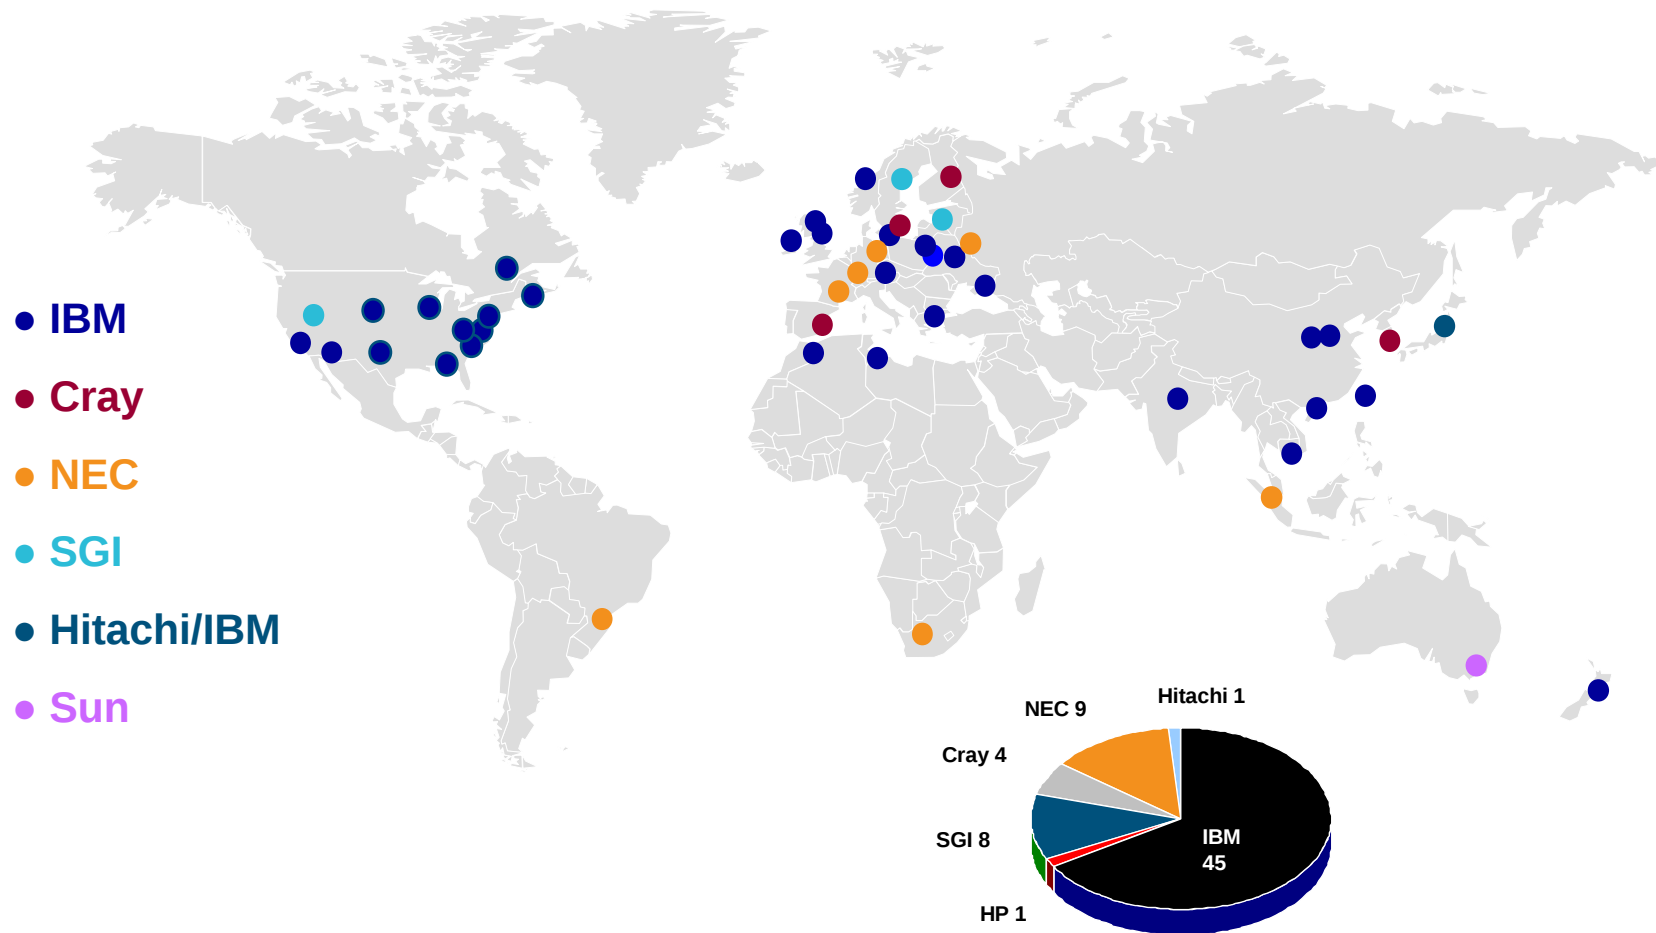 IBM
Cray
NEC
SGI
Hitachi/IBM
Sun
Hitachi 1
NEC 9
Cray 4
SGI 8
IBM
45
HP 1